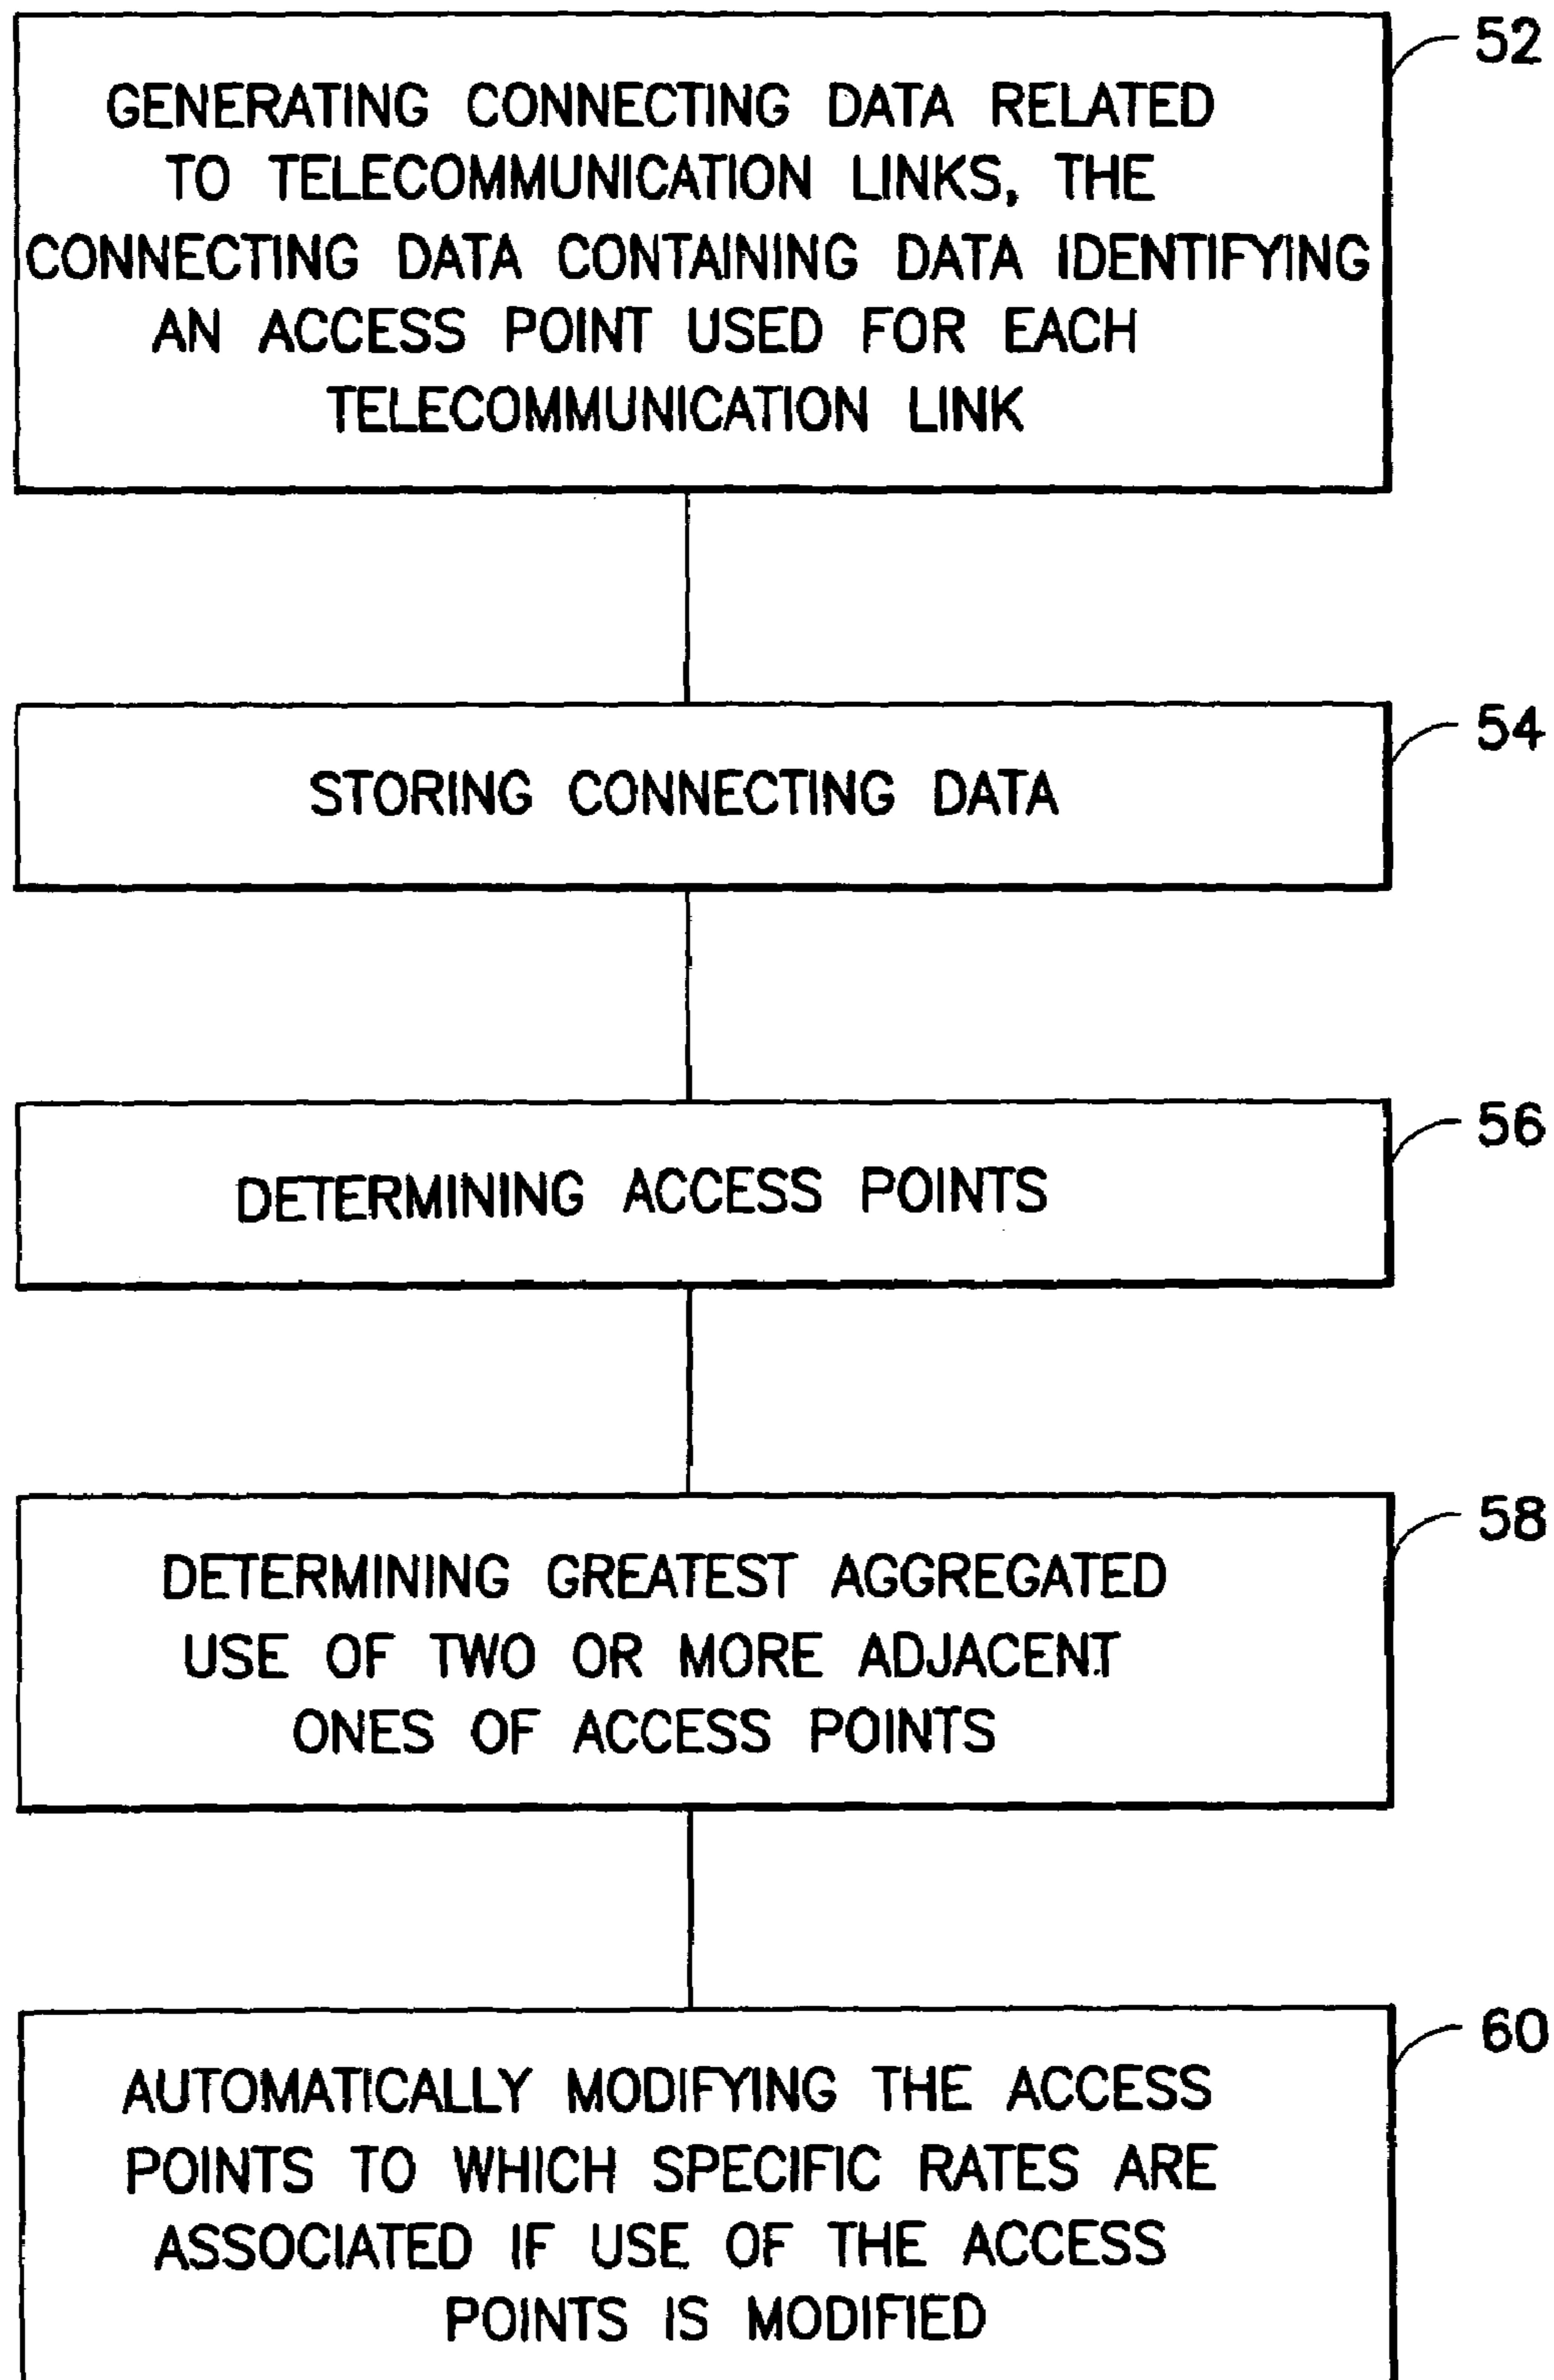 52
GENERATING CONNECTING DATA RELATED
TO TELECOMMUNICATION LINKS, THE
CONNECTING DATA CONTAINING DATA IDENTIFYING
AN ACCESS POINT USED FOR EACH
TELECOMMUNICATION LINK
54
STORING CONNECTING DATA
56
DETERMINING ACCESS POINTS
58
DETERMINING GREATEST AGGREGATED
USE OF TWO OR MORE ADJACENT
ONES OF ACCESS POINTS
60
AUTOMATICALLY MODIFYING THE ACCESS
POINTS TO WHICH SPECIFIC RATES ARE
ASSOCIATED IF USE OF THE ACCESS
POINTS IS MODIFIED